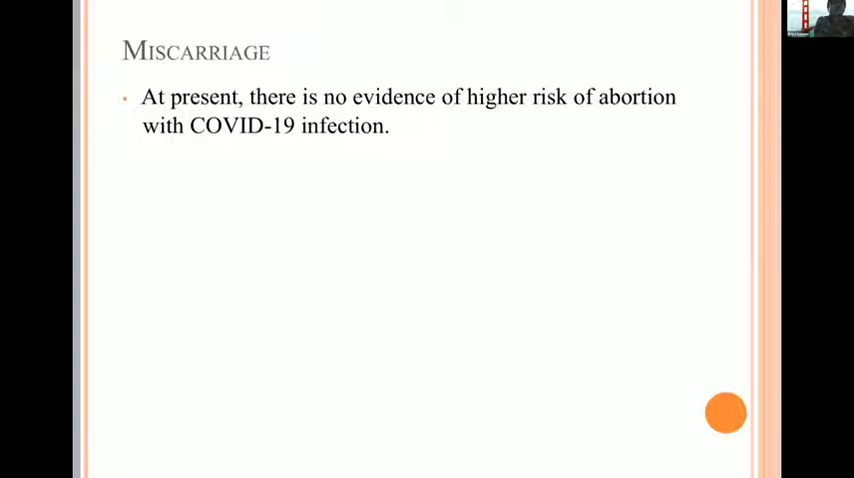 MISCARRIAGE
At present, there is no evidence of higher risk of abortion
with COVID-19 infection.